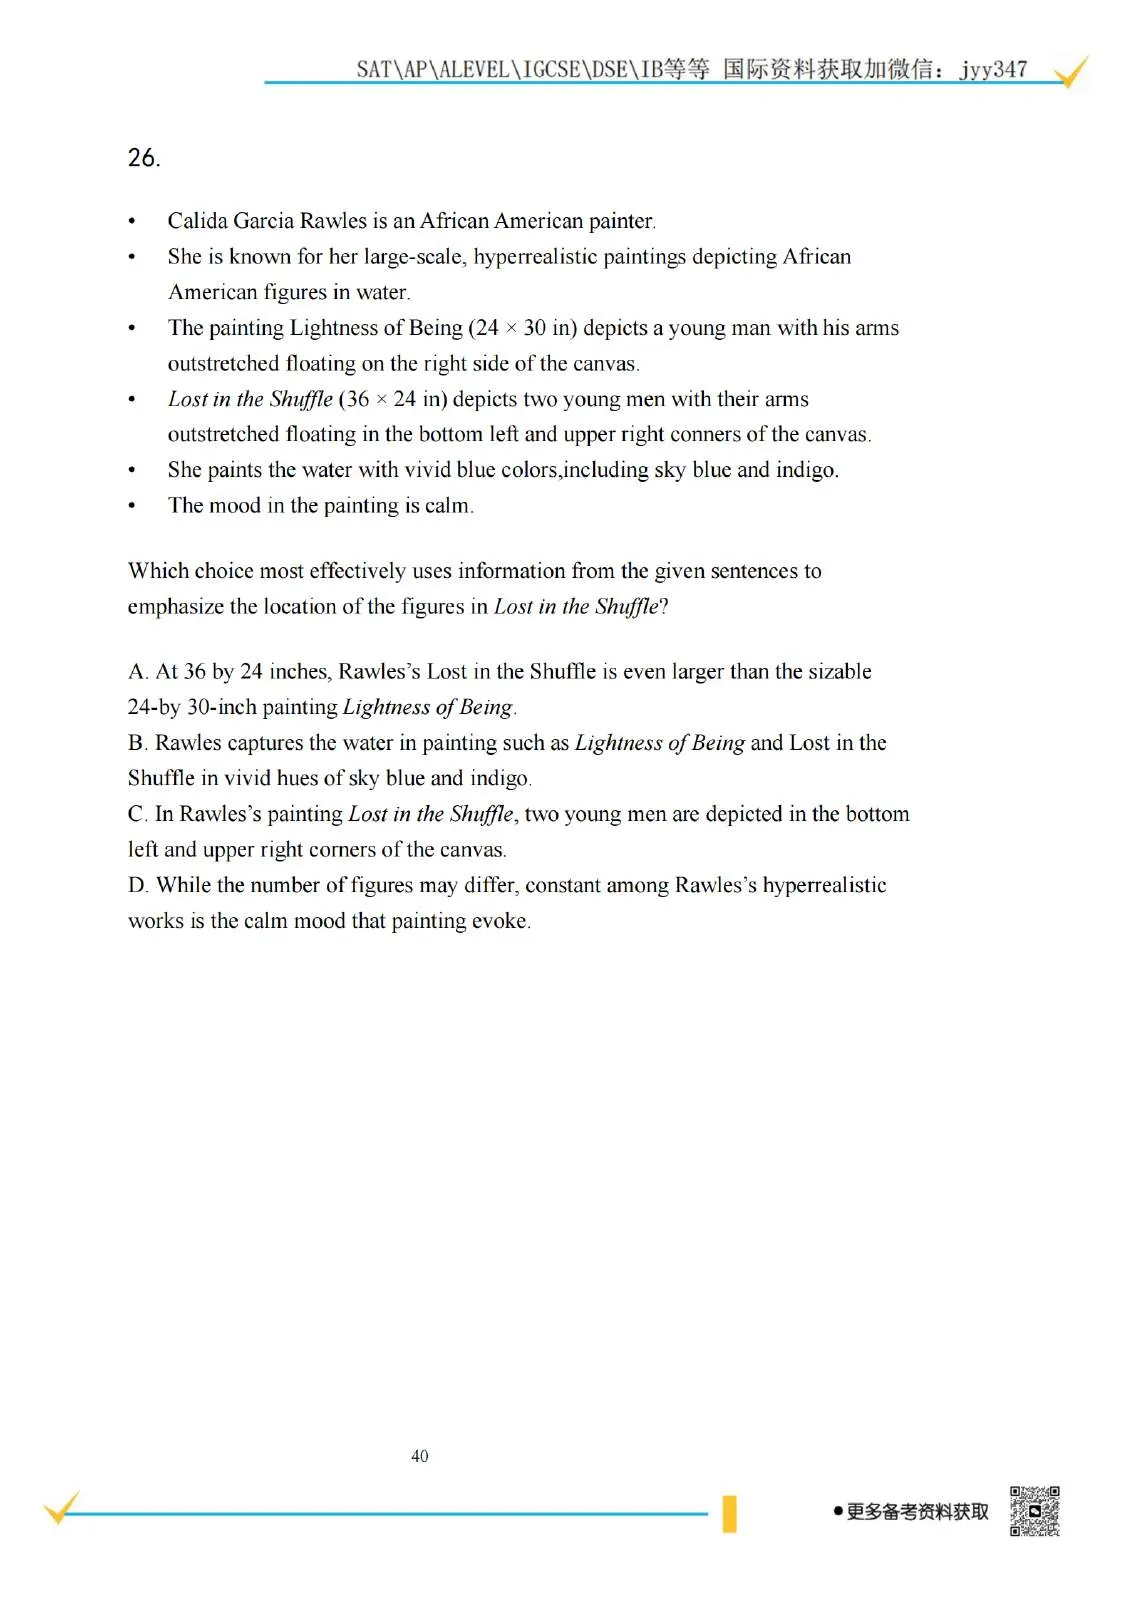 SAT\AP\ALEVEL\IGCSE\DSE\IB等等 国际资料获取加微信：jyy347
26.
• Calida Garcia Rawles is an African American painter.
• She is known for her large-scale, hyperrealistic paintings depicting African
American figures in water.
• The painting Lightness of Being (24 × 30 in) depicts a young man with his arms
outstretched floating on the right side of the canvas.
• Lost in the Shuffle (36 × 24 in) depicts two young men with their arms
outstretched floating in the bottom left and upper right conners of the canvas.
• She paints the water with vivid blue colors,including sky blue and indigo.
• The mood in the painting is calm.
Which choice most effectively uses information from the given sentences to
emphasize the location of the figures in Lost in the Shuffle?
A. At 36 by 24 inches, Rawles’s Lost in the Shuffle is even larger than the sizable
24-by 30-inch painting Lightness of Being.
B. Rawles captures the water in painting such as Lightness of Being and Lost in the
Shuffle in vivid hues of sky blue and indigo.
C. In Rawles’s painting Lost in the Shuffle, two young men are depicted in the bottom
left and upper right corners of the canvas.
D. While the number of figures may differ, constant among Rawles’s hyperrealistic
works is the calm mood that painting evoke.
40
•更多备考资料获取